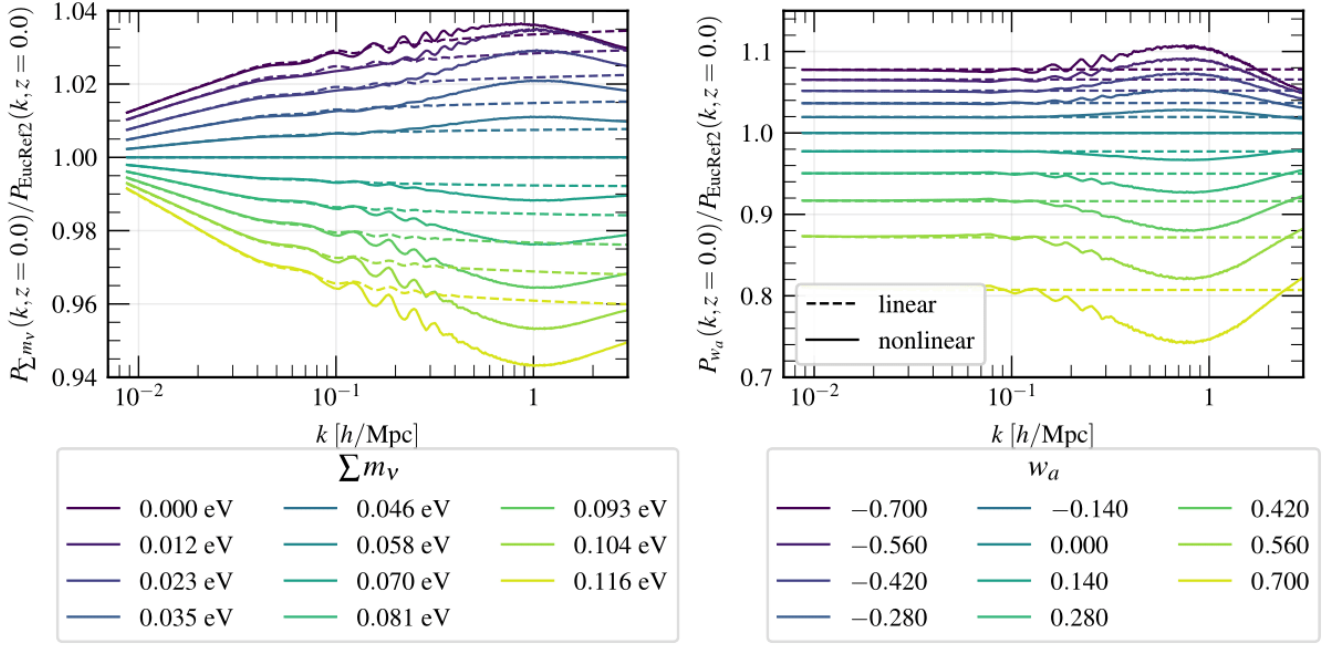 P_{∑ m_ν}(k, z = 0.0)/P_{EucRef2}(k, z = 0.0)
1.04
1.02
1.00
0.98
0.96
0.94
10^{-2}
10^{-1}
1
k [h/Mpc]
P_{w_a}(k, z = 0.0)/P_{EucRef2}(k, z = 0.0)
1.1
1.0
0.9
0.8
0.7
linear
nonlinear
10^{-2}
10^{-1}
1
k [h/Mpc]
∑ m_ν
0.000 eV 0.046 eV 0.093 eV
0.012 eV 0.058 eV 0.104 eV
0.023 eV 0.070 eV 0.116 eV
0.035 eV 0.081 eV
w_a
−0.700 −0.140 0.420
−0.560 0.000 0.560
−0.420 0.140 0.700
−0.280 0.280